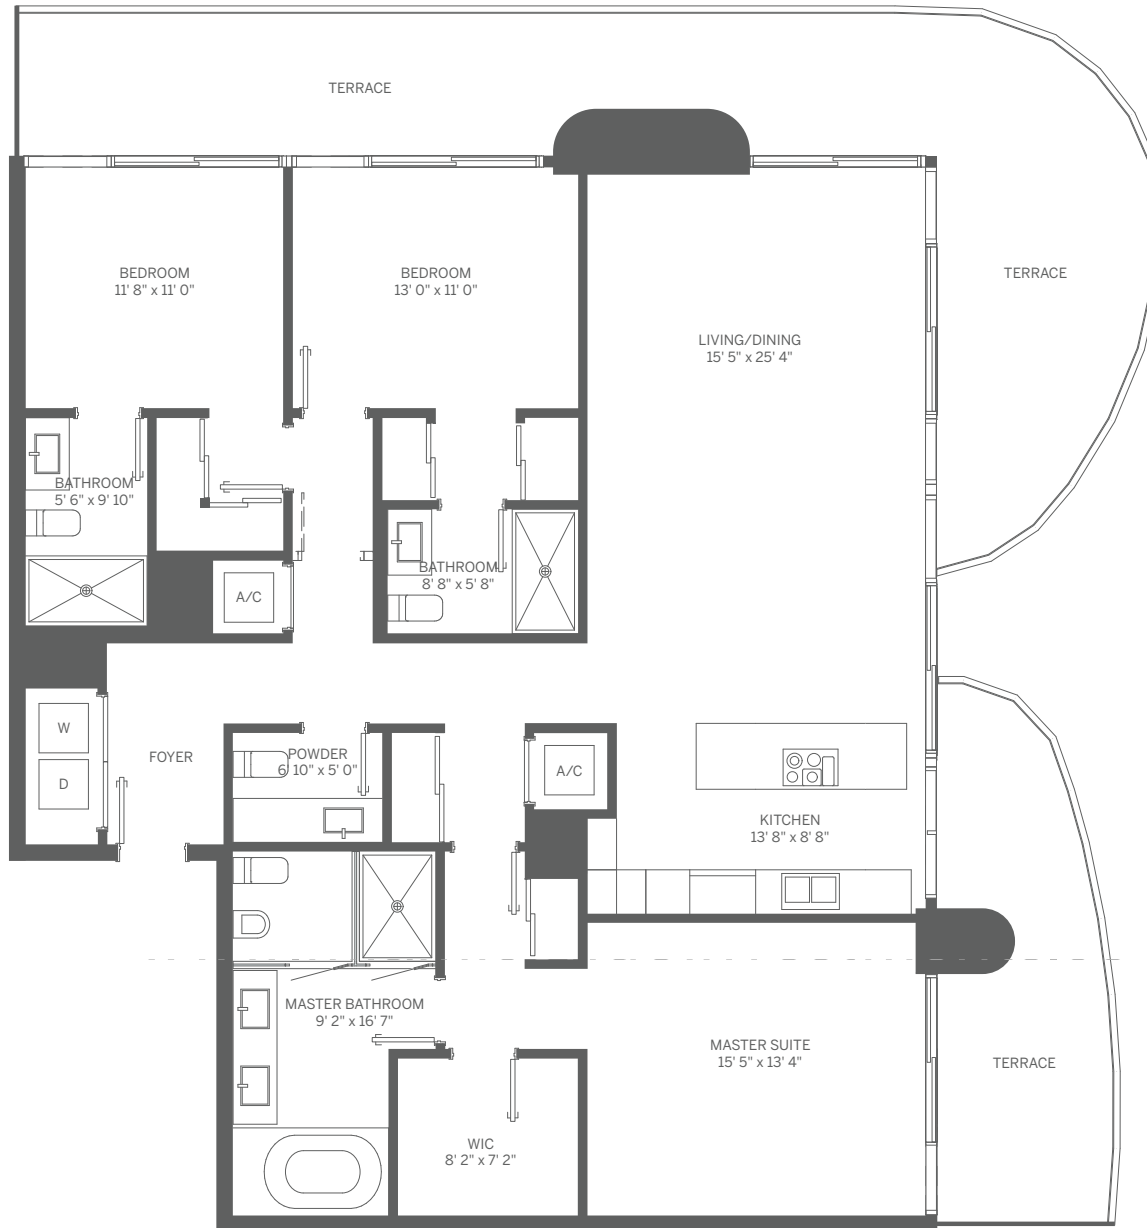 TERRACE
BEDROOM
11' 8" x 11' 0"
BEDROOM
13' 0" x 11' 0"
TERRACE
LIVING/DINING
15' 5" x 25' 4"
BATHROOM
5' 6" x 9' 10"
BATHROOM
8' 8" x 5' 8"
A/C
W
D
FOYER
POWDER
6' 10" x 5' 0"
A/C
KITCHEN
13' 8" x 8' 8"
MASTER BATHROOM
9' 2" x 16' 7"
MASTER SUITE
15' 5" x 13' 4"
TERRACE
WIC
8' 2" x 7' 2"